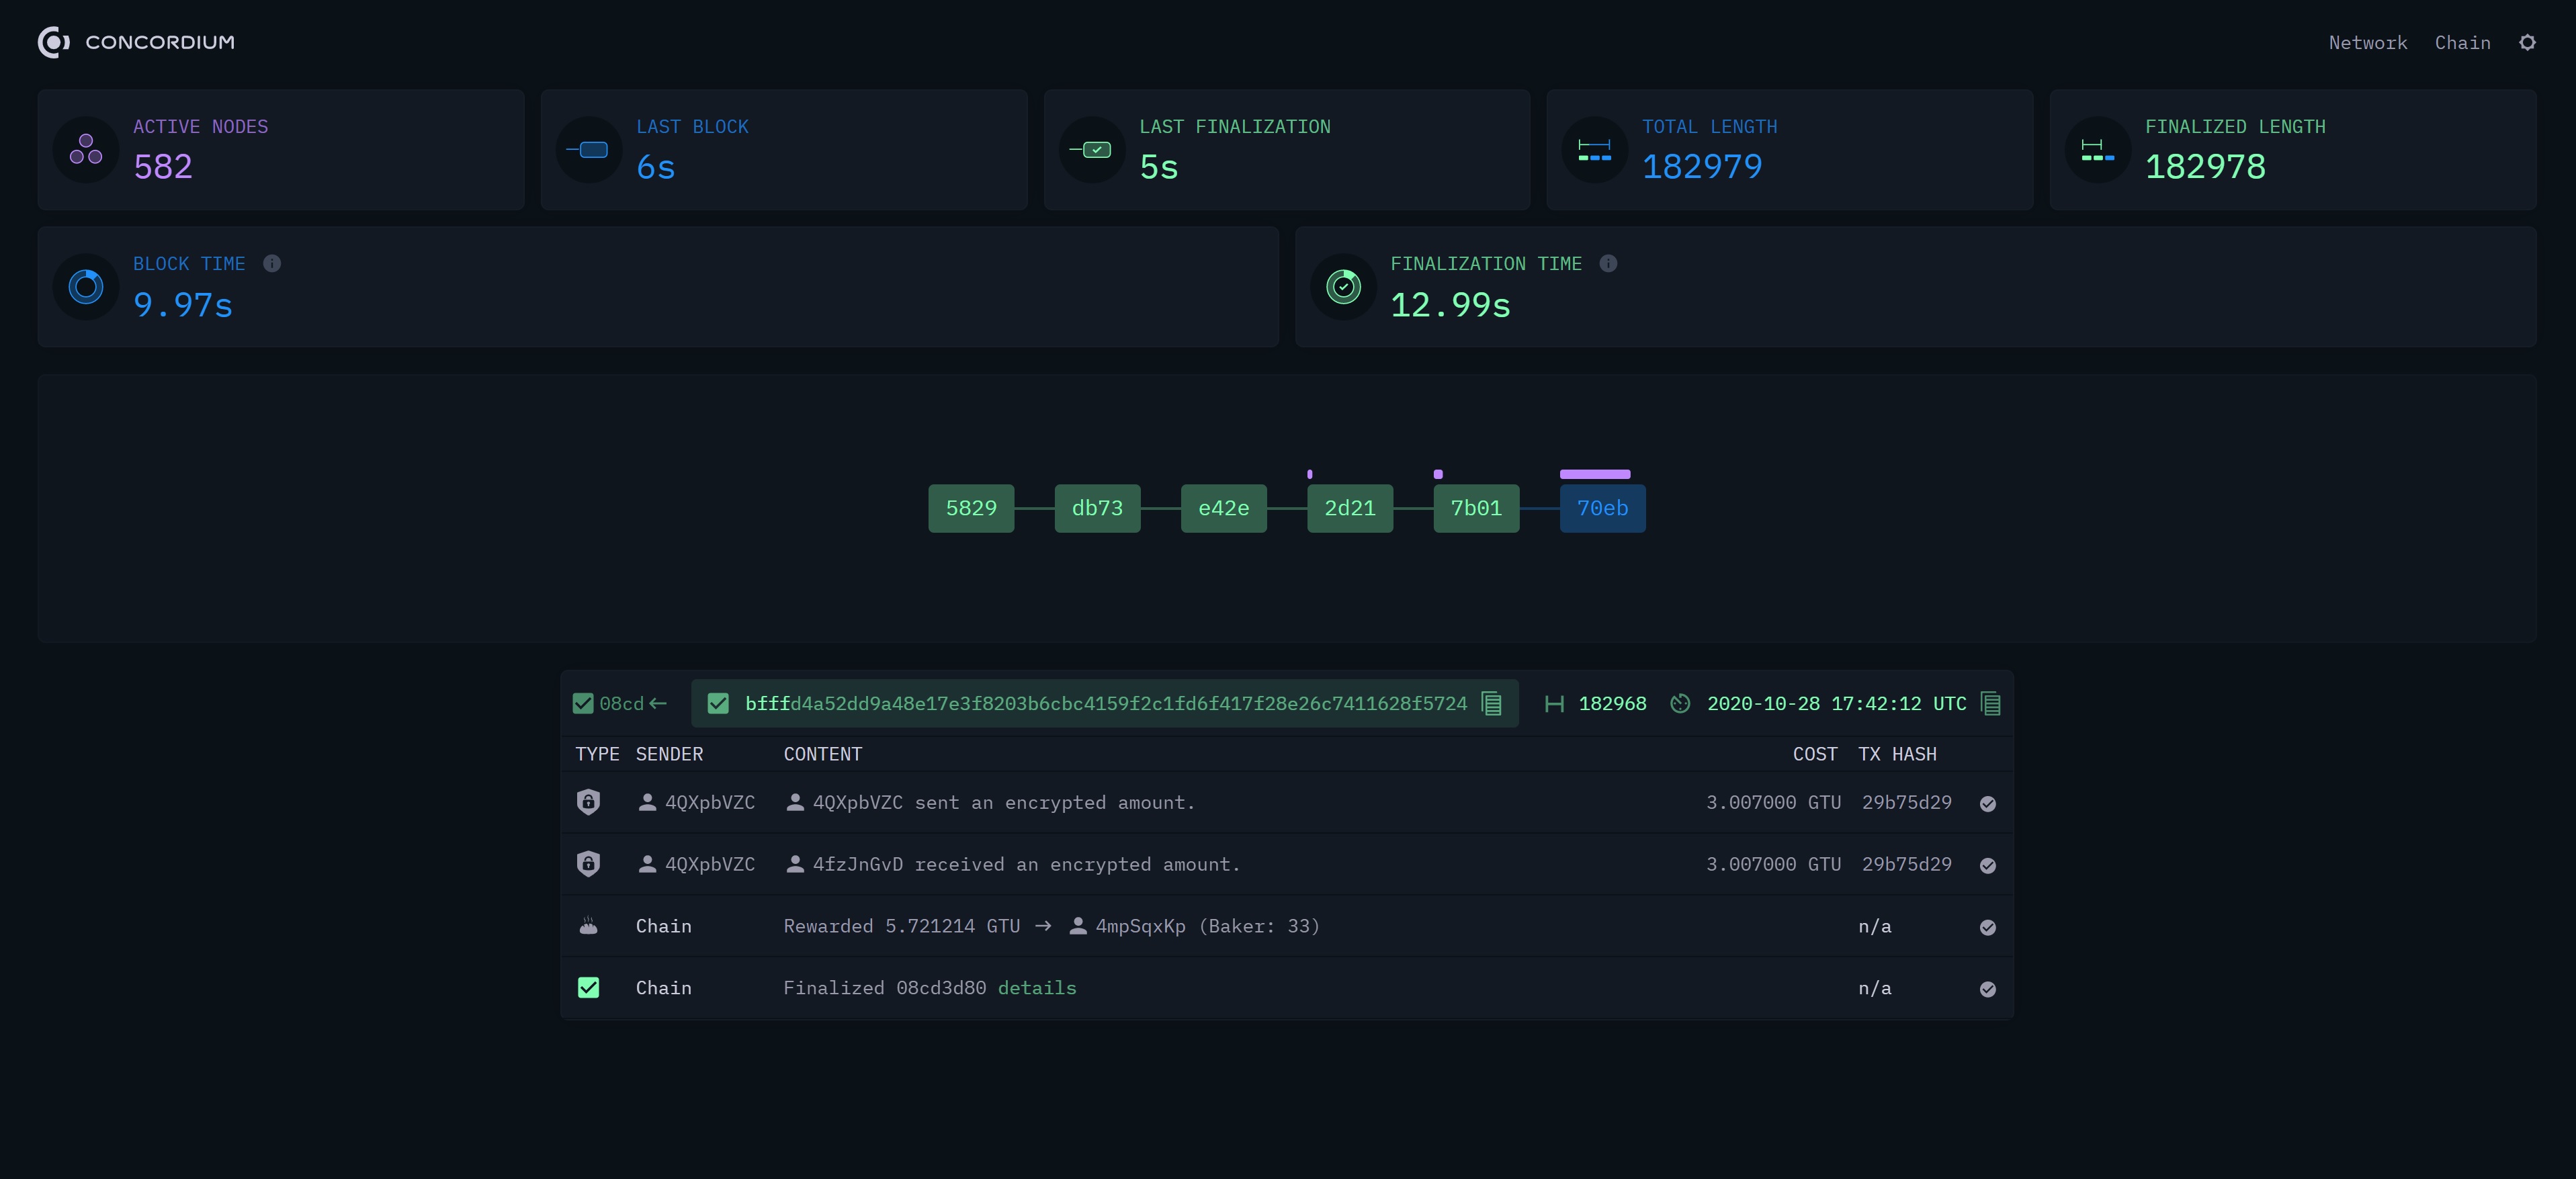 CONCORDIUM
Network Chain
ACTIVE NODES
582
LAST BLOCK
6s
LAST FINALIZATION
5s
TOTAL LENGTH
182979
FINALIZED LENGTH
182978
BLOCK TIME
9.97s
FINALIZATION TIME
12.99s
5829 db73 e42e 2d21 7b01 70eb
08cd ← bfffd4a52dd9a48e17e3f8203b6cbc4159f2c1fd6f417f28e26c7411628f5724 182968 2020-10-28 17:42:12 UTC
TYPE SENDER CONTENT COST TX HASH
4QXpbVZC 4QXpbVZC sent an encrypted amount. 3.007000 GTU 29b75d29
4QXpbVZC 4fzJnGvD received an encrypted amount. 3.007000 GTU 29b75d29
Chain Rewarded 5.721214 GTU → 4mpSqxKp (Baker: 33) n/a
Chain Finalized 08cd3d80 details n/a